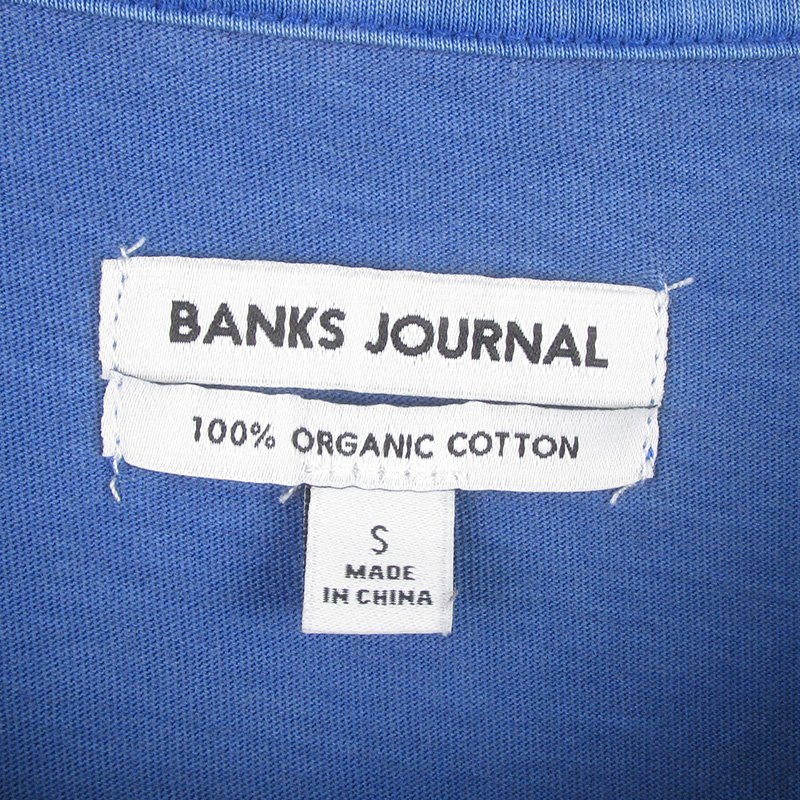 BANKS JOURNAL
100% ORGANIC COTTON
S
MADE
IN CHINA